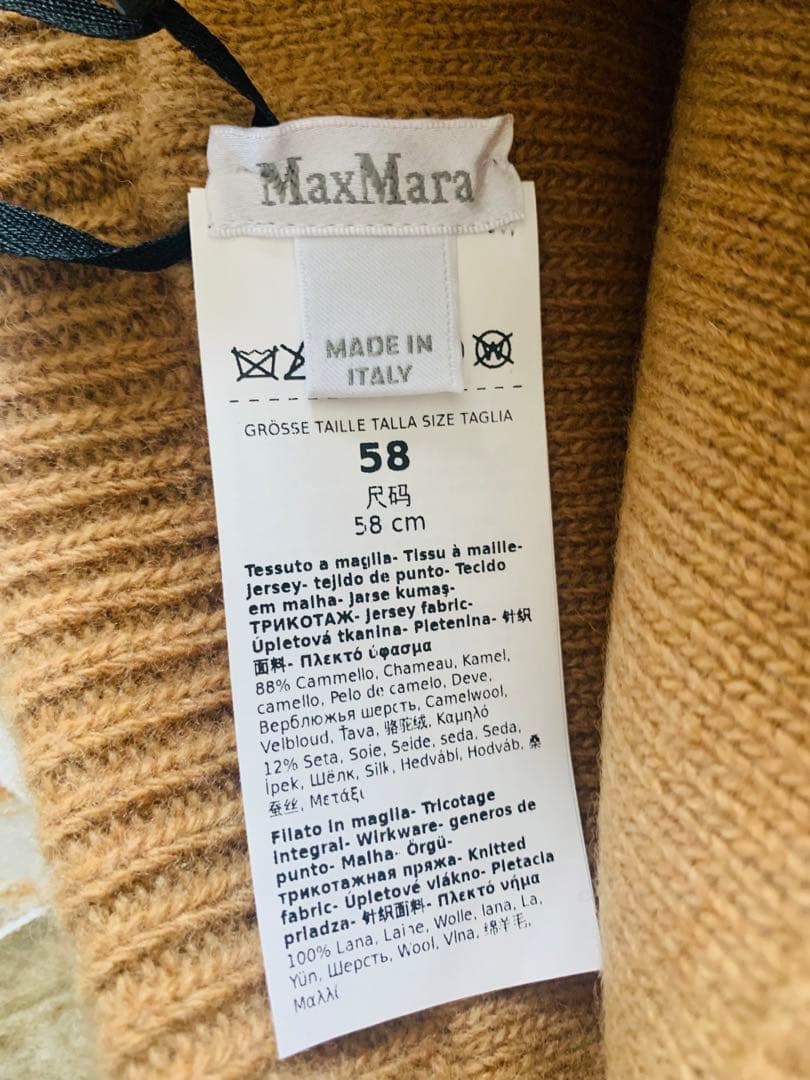 MaxMara
MADE IN
ITALY
GRÖSSE TAILLE TALLA SIZE TAGLIA
58
尺码
58 cm
Tessuto a maglia- Tissu à maille-
Jersey- tejido de punto- Tecido
em malha- Jarse kumaş-
ТРИКОТАЖ- Jersey fabric-
Úpletová tkanina- Pletenina- 针织
面料- Πλεκτό ύφασμα
88% Cammello, Chameau, Kamel,
camello, Pelo de camelo, Deve,
Верблюжья шерсть, Camelwool,
Velbloud, Ťava, 骆驼绒, Καμηλό
12% Seta, Soie, Seide, seda, Seda,
İpek, Шёлк, Silk, Hedvábí, Hodváb, 桑
蚕丝, Μετάξι
Filato in maglia- Tricotage
integral- Wirkware- generos de
punto- Malha- Örgü-
трикотажная пряжа- Knitted
fabric- Úpletové vlákno- Pletacia
priadza- 针织面料- Πλεκτό νήμα
100% Lana, Laine, Wolle, lana, La,
Yün, Шерсть, Wool, Vlna, 绵羊毛,
Μαλλί